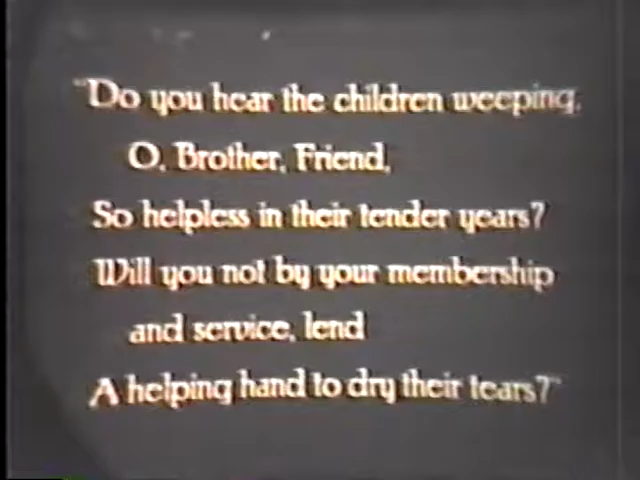 "Do you hear the children weeping,
O, Brother, Friend,
So helpless in their tender years?
Will you not by your membership
and service, lend
A helping hand to dry their tears?"